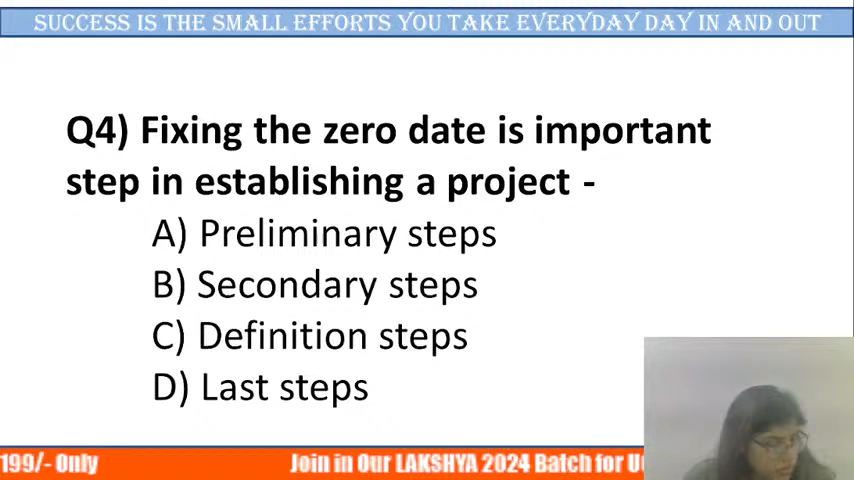 SUCCESS IS THE SMALL EFFORTS YOU TAKE EVERYDAY DAY IN AND OUT
Q4) Fixing the zero date is important
step in establishing a project -
A) Preliminary steps
B) Secondary steps
C) Definition steps
D) Last steps
199/- Only Join in Our LAKSHYA 2024 Batch for